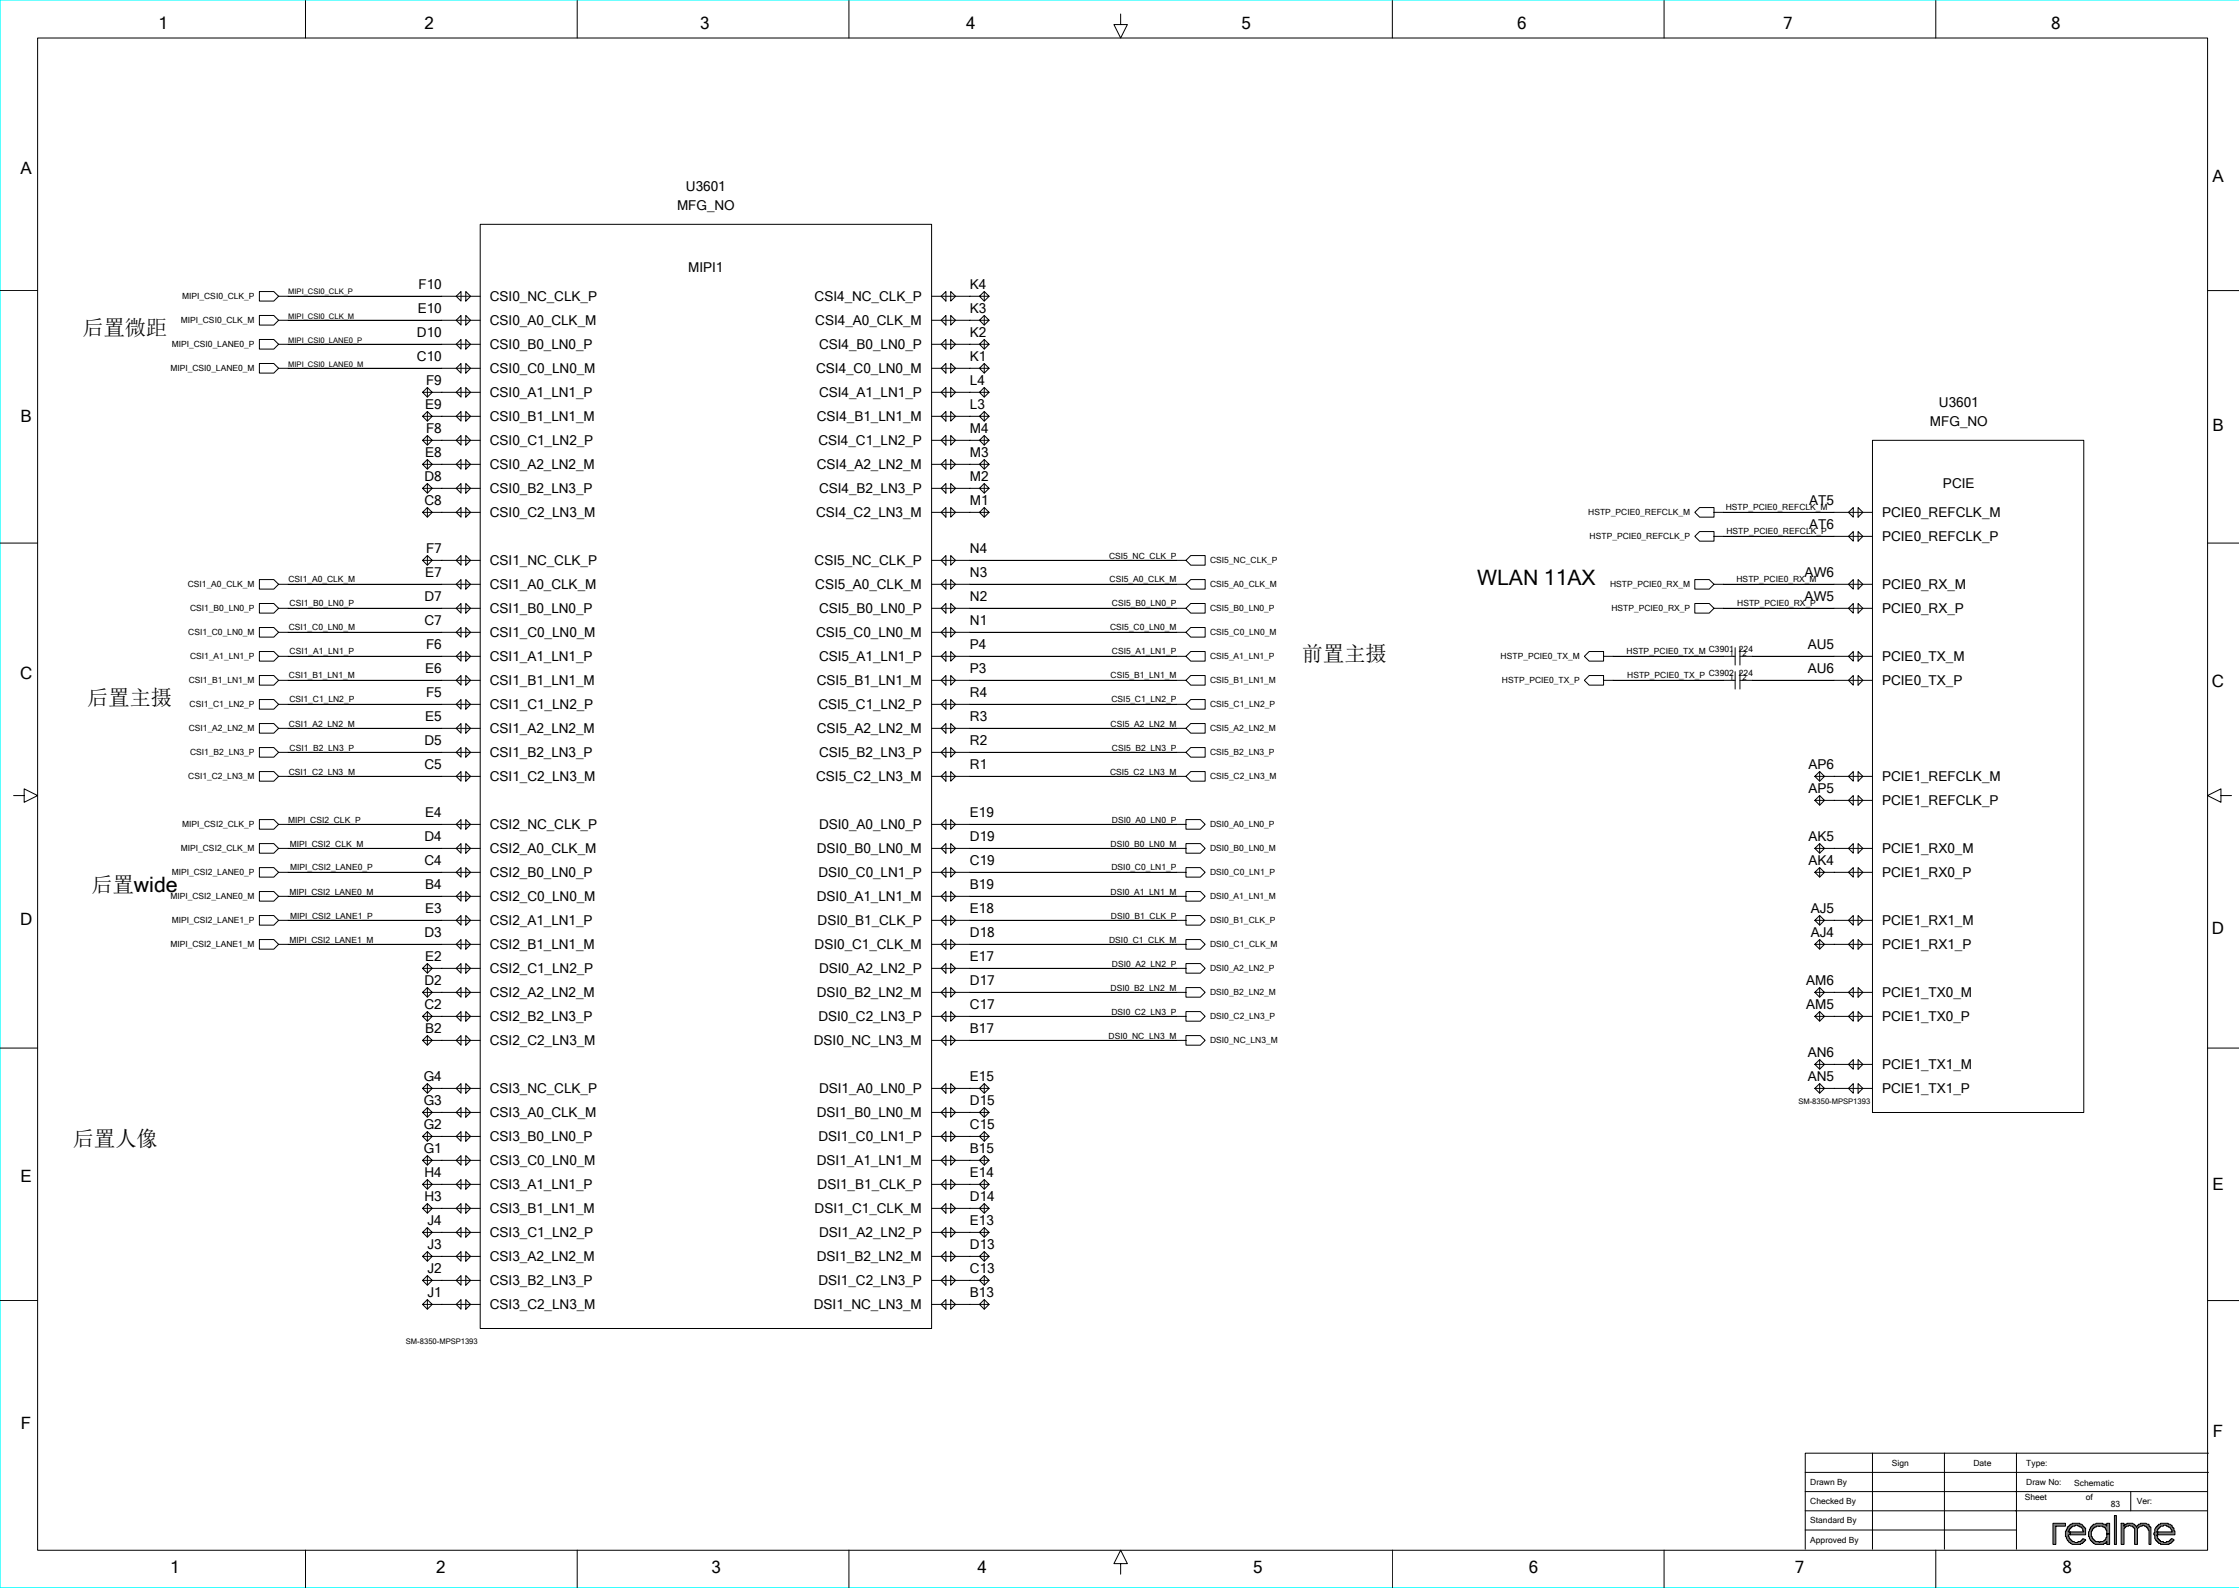 1 2 3 4 5 6 7 8
A A
B B
C C
D D
E E
F F
U3601
MFG_NO
MIPI1
后置微距
MIPI_CSI0_CLK_P MIPI_CSI0_CLK_P F10 CSI0_NC_CLK_P
MIPI_CSI0_CLK_M MIPI_CSI0_CLK_M E10 CSI0_A0_CLK_M
MIPI_CSI0_LANE0_P MIPI_CSI0_LANE0_P D10 CSI0_B0_LN0_P
MIPI_CSI0_LANE0_M MIPI_CSI0_LANE0_M C10 CSI0_C0_LN0_M
F9 CSI0_A1_LN1_P
E9 CSI0_B1_LN1_M
F8 CSI0_C1_LN2_P
E8 CSI0_A2_LN2_M
D8 CSI0_B2_LN3_P
C8 CSI0_C2_LN3_M
F7 CSI1_NC_CLK_P
后置主摄
CSI1_A0_CLK_M CSI1_A0_CLK_M E7 CSI1_A0_CLK_M
CSI1_B0_LN0_P CSI1_B0_LN0_P D7 CSI1_B0_LN0_P
CSI1_C0_LN0_M CSI1_C0_LN0_M C7 CSI1_C0_LN0_M
CSI1_A1_LN1_P CSI1_A1_LN1_P F6 CSI1_A1_LN1_P
CSI1_B1_LN1_M CSI1_B1_LN1_M E6 CSI1_B1_LN1_M
CSI1_C1_LN2_P CSI1_C1_LN2_P F5 CSI1_C1_LN2_P
CSI1_A2_LN2_M CSI1_A2_LN2_M E5 CSI1_A2_LN2_M
CSI1_B2_LN3_P CSI1_B2_LN3_P D5 CSI1_B2_LN3_P
CSI1_C2_LN3_M CSI1_C2_LN3_M C5 CSI1_C2_LN3_M
后置wide
MIPI_CSI2_CLK_P MIPI_CSI2_CLK_P E4 CSI2_NC_CLK_P
MIPI_CSI2_CLK_M MIPI_CSI2_CLK_M D4 CSI2_A0_CLK_M
MIPI_CSI2_LANE0_P MIPI_CSI2_LANE0_P C4 CSI2_B0_LN0_P
MIPI_CSI2_LANE0_M MIPI_CSI2_LANE0_M B4 CSI2_C0_LN0_M
MIPI_CSI2_LANE1_P MIPI_CSI2_LANE1_P E3 CSI2_A1_LN1_P
MIPI_CSI2_LANE1_M MIPI_CSI2_LANE1_M D3 CSI2_B1_LN1_M
E2 CSI2_C1_LN2_P
D2 CSI2_A2_LN2_M
C2 CSI2_B2_LN3_P
B2 CSI2_C2_LN3_M
后置人像
G4 CSI3_NC_CLK_P
G3 CSI3_A0_CLK_M
G2 CSI3_B0_LN0_P
G1 CSI3_C0_LN0_M
H4 CSI3_A1_LN1_P
H3 CSI3_B1_LN1_M
J4 CSI3_C1_LN2_P
J3 CSI3_A2_LN2_M
J2 CSI3_B2_LN3_P
J1 CSI3_C2_LN3_M
SM-8350-MPSP1393
CSI4_NC_CLK_P K4
CSI4_A0_CLK_M K3
CSI4_B0_LN0_P K2
CSI4_C0_LN0_M K1
CSI4_A1_LN1_P L4
CSI4_B1_LN1_M L3
CSI4_C1_LN2_P M4
CSI4_A2_LN2_M M3
CSI4_B2_LN3_P M2
CSI4_C2_LN3_M M1
CSI5_NC_CLK_P N4 CSI5_NC_CLK_P CSI5_NC_CLK_P
CSI5_A0_CLK_M N3 CSI5_A0_CLK_M CSI5_A0_CLK_M
CSI5_B0_LN0_P N2 CSI5_B0_LN0_P CSI5_B0_LN0_P
CSI5_C0_LN0_M N1 CSI5_C0_LN0_M CSI5_C0_LN0_M
CSI5_A1_LN1_P P4 CSI5_A1_LN1_P CSI5_A1_LN1_P
CSI5_B1_LN1_M P3 CSI5_B1_LN1_M CSI5_B1_LN1_M
CSI5_C1_LN2_P R4 CSI5_C1_LN2_P CSI5_C1_LN2_P
CSI5_A2_LN2_M R3 CSI5_A2_LN2_M CSI5_A2_LN2_M
CSI5_B2_LN3_P R2 CSI5_B2_LN3_P CSI5_B2_LN3_P
CSI5_C2_LN3_M R1 CSI5_C2_LN3_M CSI5_C2_LN3_M
前置主摄
DSI0_A0_LN0_P E19 DSI0_A0_LN0_P DSI0_A0_LN0_P
DSI0_B0_LN0_M D19 DSI0_B0_LN0_M DSI0_B0_LN0_M
DSI0_C0_LN1_P C19 DSI0_C0_LN1_P DSI0_C0_LN1_P
DSI0_A1_LN1_M B19 DSI0_A1_LN1_M DSI0_A1_LN1_M
DSI0_B1_CLK_P E18 DSI0_B1_CLK_P DSI0_B1_CLK_P
DSI0_C1_CLK_M D18 DSI0_C1_CLK_M DSI0_C1_CLK_M
DSI0_A2_LN2_P E17 DSI0_A2_LN2_P DSI0_A2_LN2_P
DSI0_B2_LN2_M D17 DSI0_B2_LN2_M DSI0_B2_LN2_M
DSI0_C2_LN3_P C17 DSI0_C2_LN3_P DSI0_C2_LN3_P
DSI0_NC_LN3_M B17 DSI0_NC_LN3_M DSI0_NC_LN3_M
DSI1_A0_LN0_P E15
DSI1_B0_LN0_M D15
DSI1_C0_LN1_P C15
DSI1_A1_LN1_M B15
DSI1_B1_CLK_P E14
DSI1_C1_CLK_M D14
DSI1_A2_LN2_P E13
DSI1_B2_LN2_M D13
DSI1_C2_LN3_P C13
DSI1_NC_LN3_M B13
U3601
MFG_NO
PCIE
HSTP_PCIE0_REFCLK_M HSTP_PCIE0_REFCLK_M AT5 PCIE0_REFCLK_M
HSTP_PCIE0_REFCLK_P HSTP_PCIE0_REFCLK_P AT6 PCIE0_REFCLK_P
WLAN 11AX
HSTP_PCIE0_RX_M HSTP_PCIE0_RX_M AW6 PCIE0_RX_M
HSTP_PCIE0_RX_P HSTP_PCIE0_RX_P AW5 PCIE0_RX_P
HSTP_PCIE0_TX_M HSTP_PCIE0_TX_M C3901 224 AU5 PCIE0_TX_M
HSTP_PCIE0_TX_P HSTP_PCIE0_TX_P C3902 224 AU6 PCIE0_TX_P
AP6 PCIE1_REFCLK_M
AP5 PCIE1_REFCLK_P
AK5 PCIE1_RX0_M
AK4 PCIE1_RX0_P
AJ5 PCIE1_RX1_M
AJ4 PCIE1_RX1_P
AM6 PCIE1_TX0_M
AM5 PCIE1_TX0_P
AN6 PCIE1_TX1_M
AN5 PCIE1_TX1_P
SM-8350-MPSP1393
Sign Date Type:
Drawn By Draw No: Schematic
Checked By Sheet of 83 Ver:
Standard By
Approved By
realme
1 2 3 4 5 6 7 8